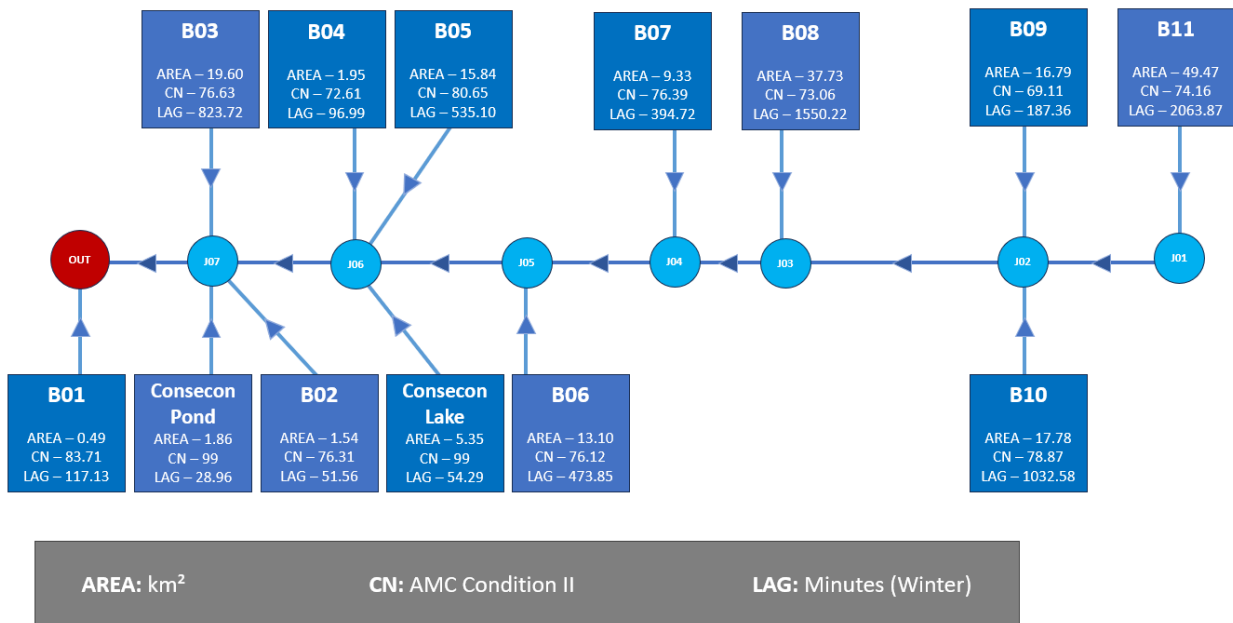 B03
AREA – 19.60
CN – 76.63
LAG – 823.72
B04
AREA – 1.95
CN – 72.61
LAG – 96.99
B05
AREA – 15.84
CN – 80.65
LAG – 535.10
B07
AREA – 9.33
CN – 76.39
LAG – 394.72
B08
AREA – 37.73
CN – 73.06
LAG – 1550.22
B09
AREA – 16.79
CN – 69.11
LAG – 187.36
B11
AREA – 49.47
CN – 74.16
LAG – 2063.87
OUT
J07
J06
J05
J04
J03
J02
J01
B01
AREA – 0.49
CN – 83.71
LAG – 117.13
Consecon
Pond
AREA – 1.86
CN – 99
LAG – 28.96
B02
AREA – 1.54
CN – 76.31
LAG – 51.56
Consecon
Lake
AREA – 5.35
CN – 99
LAG – 54.29
B06
AREA – 13.10
CN – 76.12
LAG – 473.85
B10
AREA – 17.78
CN – 78.87
LAG – 1032.58
AREA: km² CN: AMC Condition II LAG: Minutes (Winter)